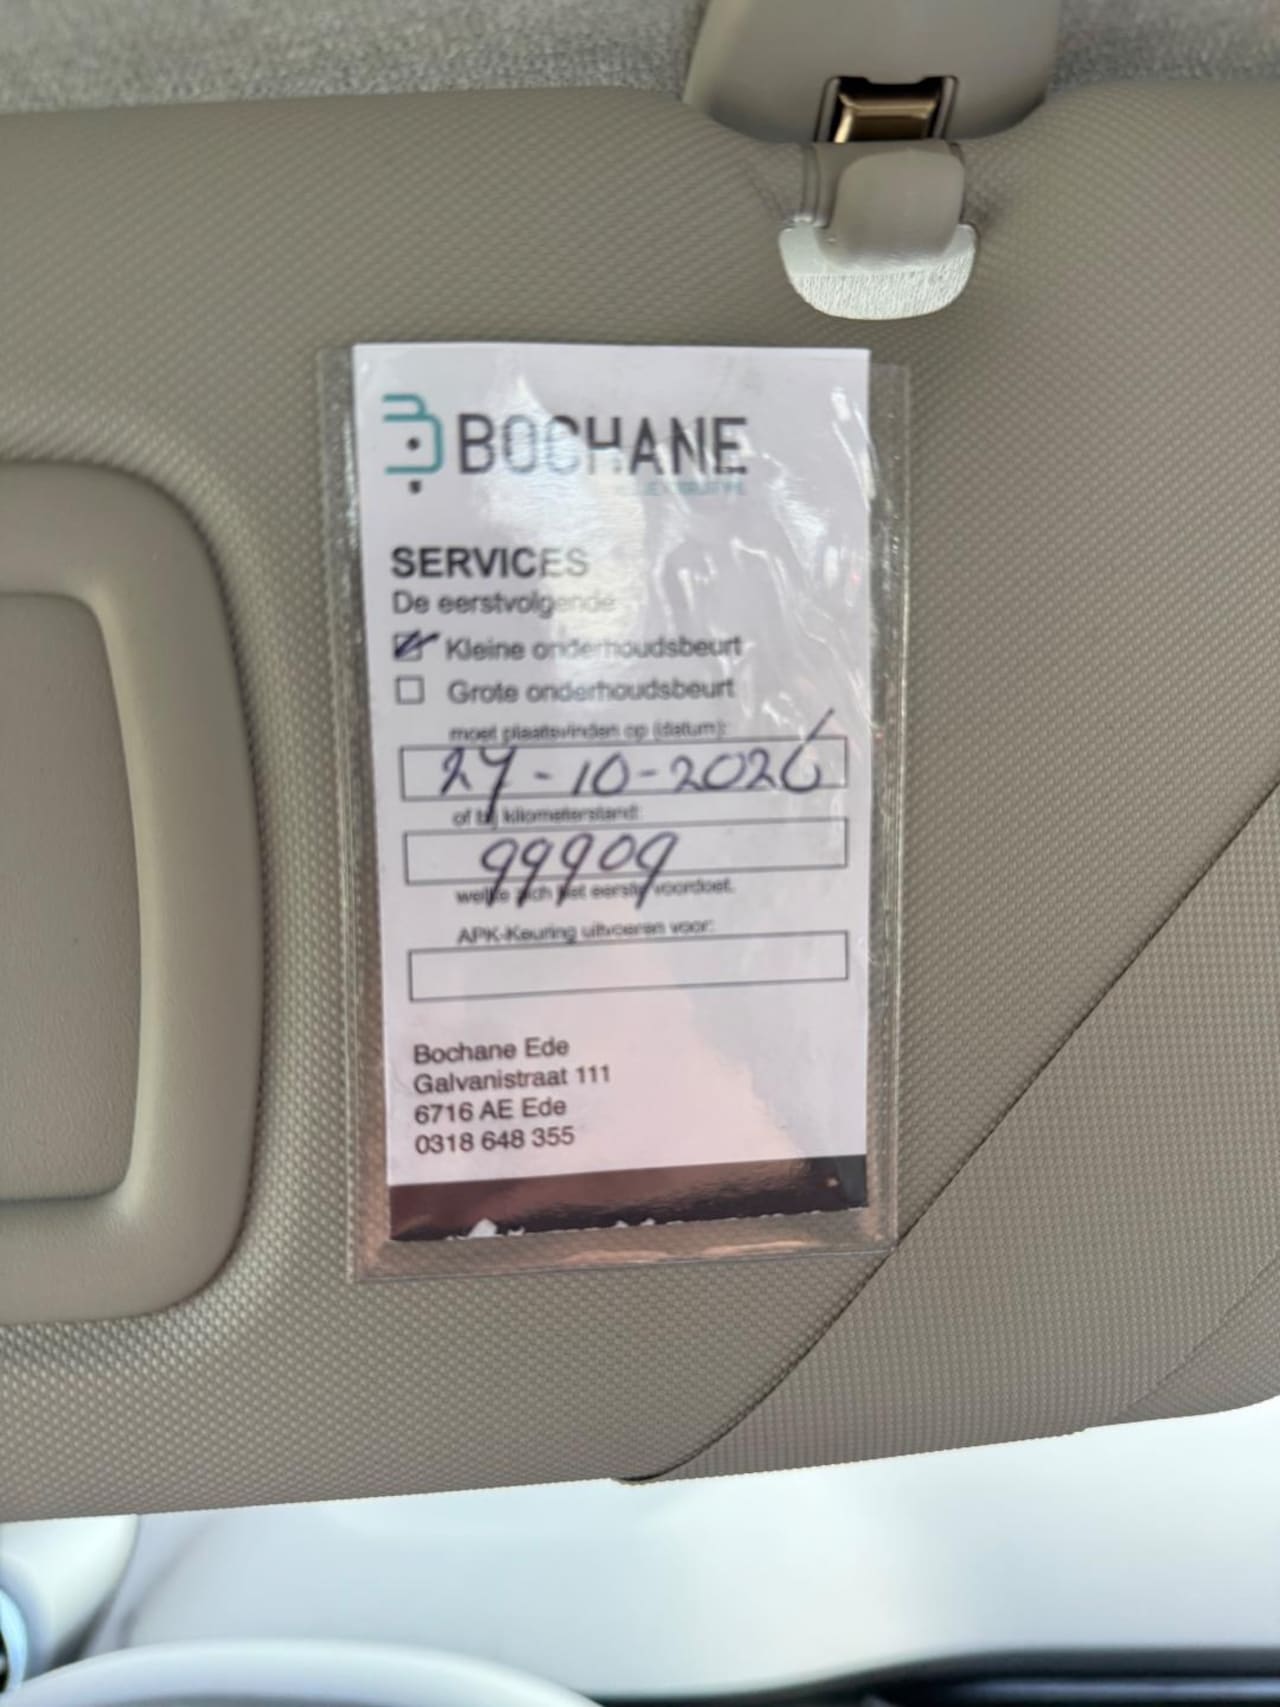 BOCHANE
SERVICES
De eerstvolgende
Kleine onderhoudsbeurt
Grote onderhoudsbeurt
moet plaatsvinden op (datum):
27-10-2026
of bij kilometerstand:
99909
welke zich het eerste voordoet.
APK-Keuring uitvoeren voor:
Bochane Ede
Galvanistraat 111
6716 AE Ede
0318 648 355